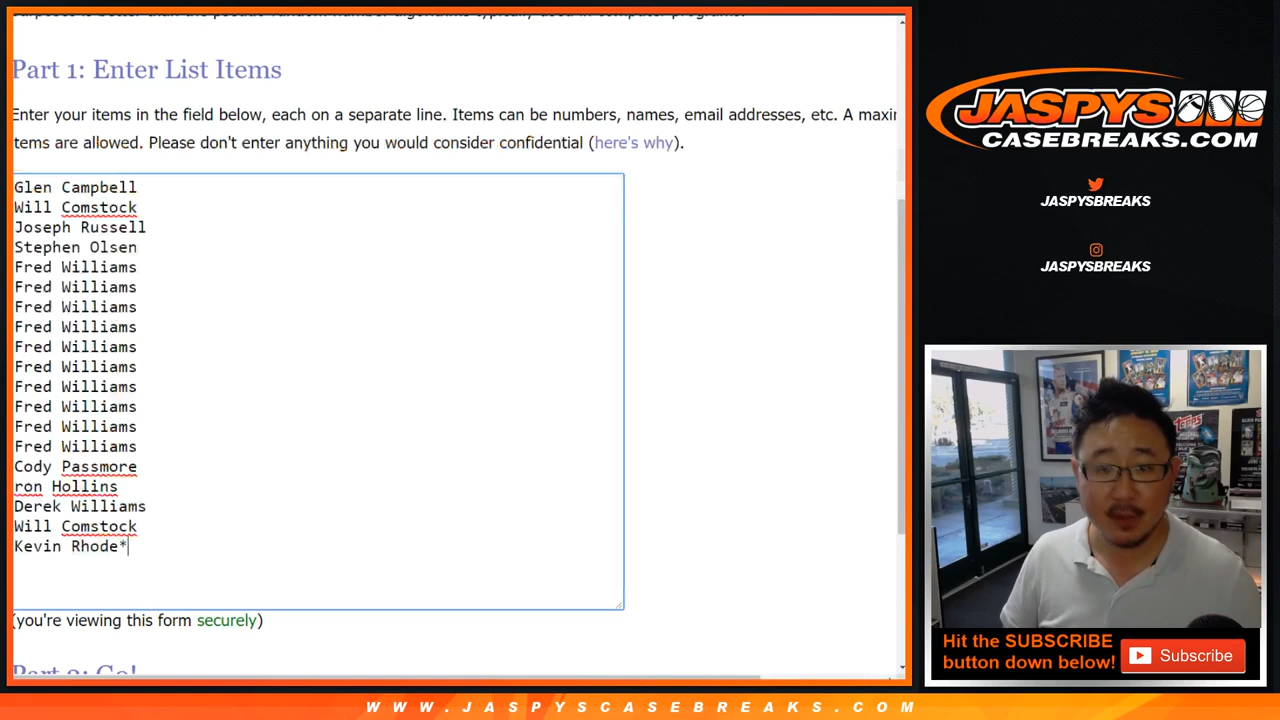 Part 1: Enter List Items
Enter your items in the field below, each on a separate line. Items can be numbers, names, email addresses, etc. A
items are allowed. Please don't enter anything you would consider confidential (here's why).
Glen Campbell
Will Comstock
Joseph Russell
Stephen Olsen
Fred Williams
Fred Williams
Fred Williams
Fred Williams
Fred Williams
Fred Williams
Fred Williams
Fred Williams
Fred Williams
Fred Williams
Cody Passmore
ron Hollins
Derek Williams
Will Comstock
Kevin Rhode*
(you're viewing this form securely)
Part 2: Go!
JASPYS
CASEBREAKS.COM
JASPYSBREAKS
JASPYSBREAKS
Hit the SUBSCRIBE
button down below!
Subscribe
WWW.JASPYSCASEBREAKS.COM